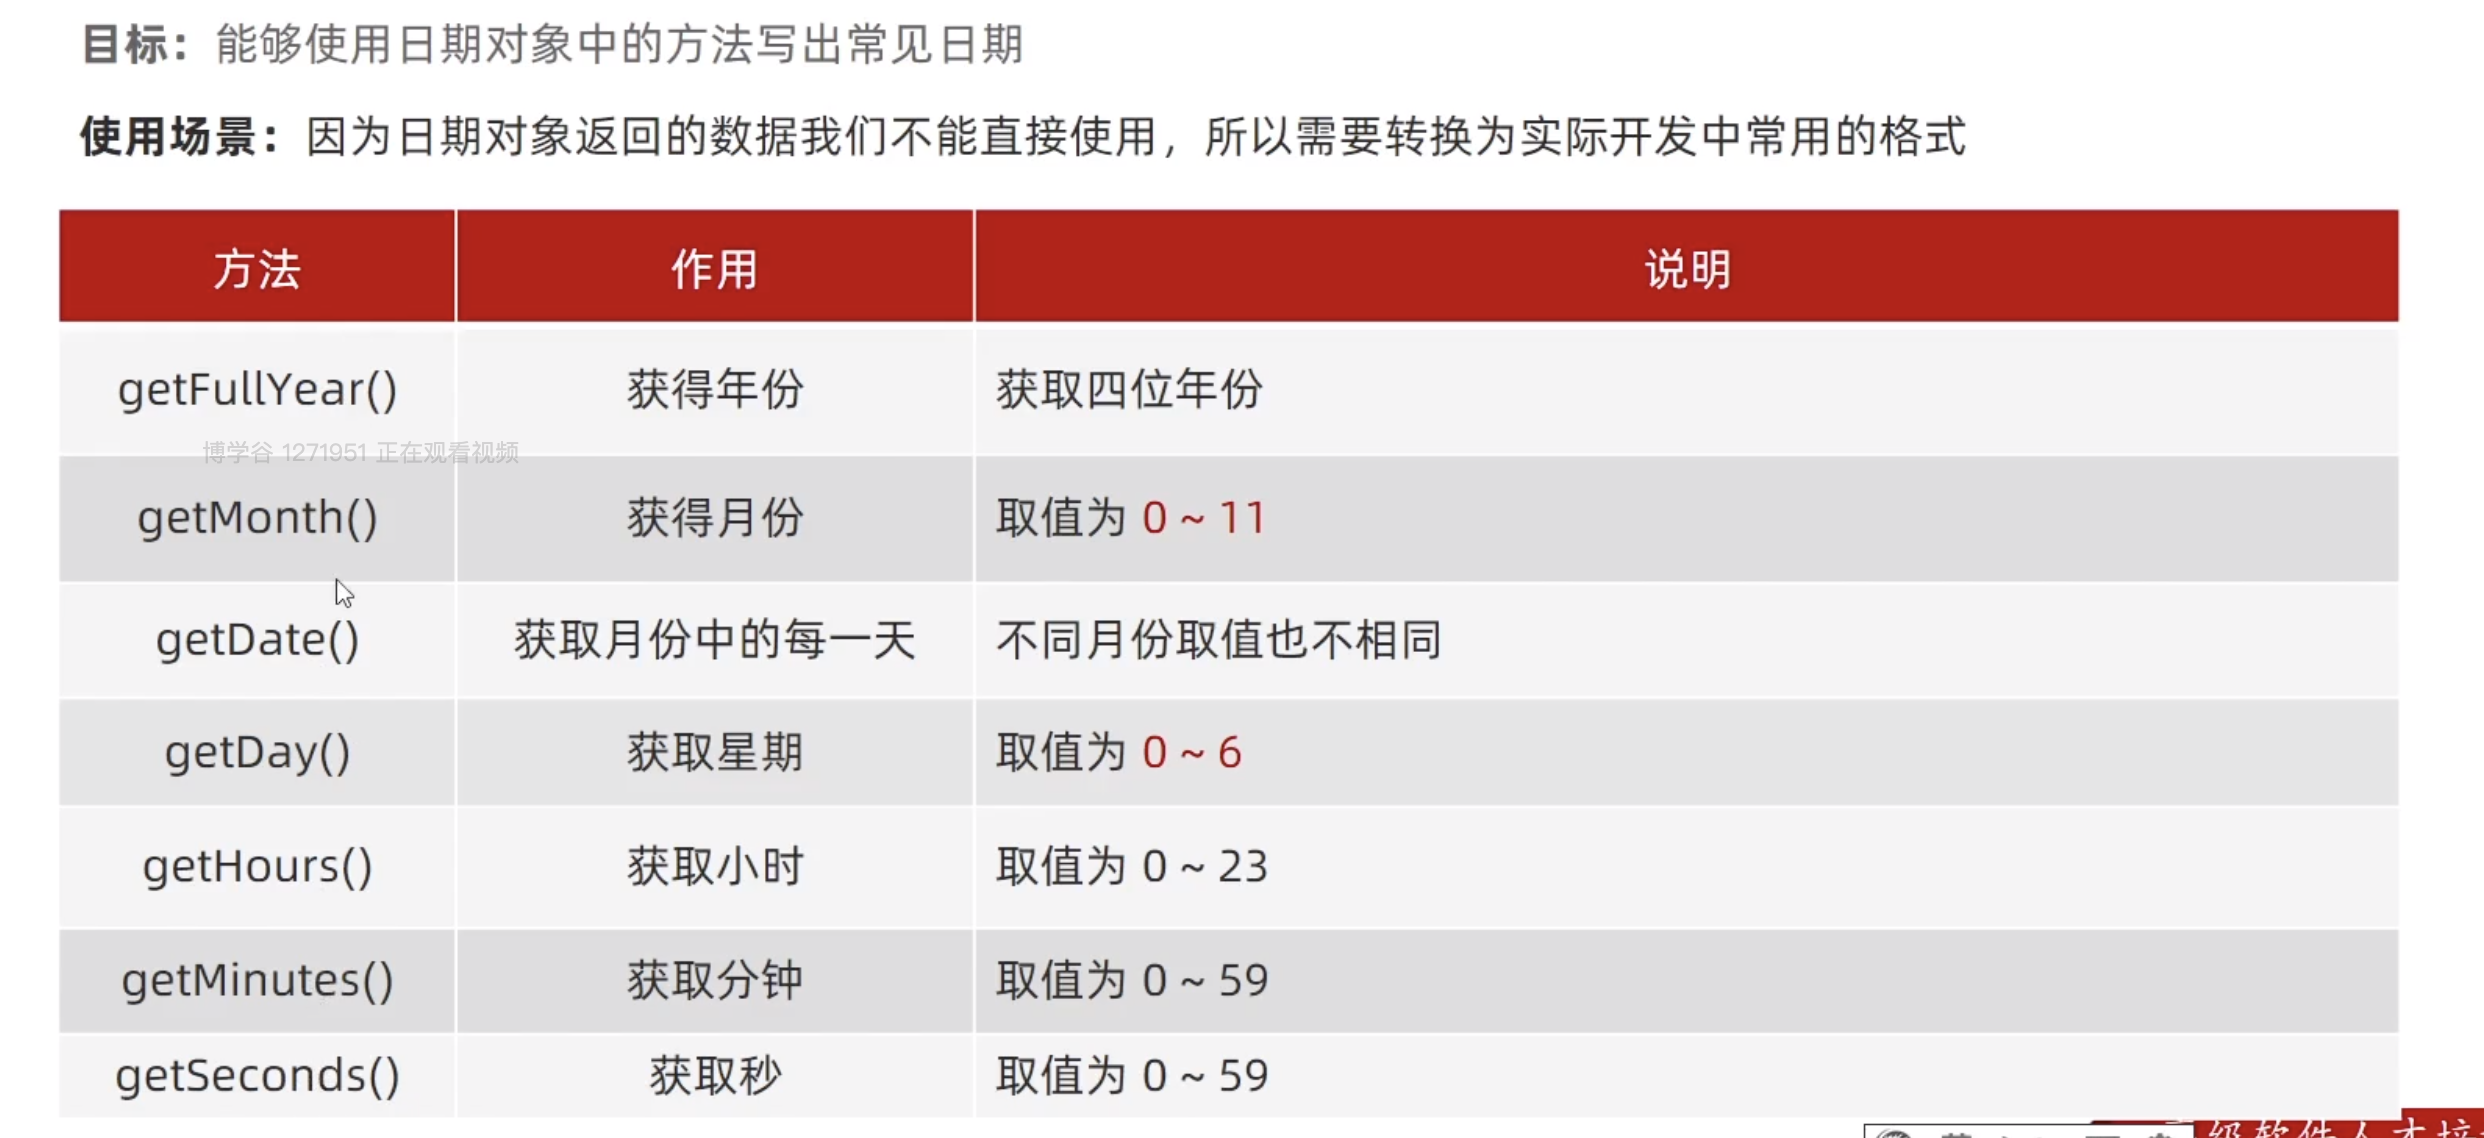 目标：能够使用日期对象中的方法写出常见日期
使用场景：因为日期对象返回的数据我们不能直接使用，所以需要转换为实际开发中常用的格式
方法 作用 说明
getFullYear() 获得年份 获取四位年份
博学谷 1271951 正在观看视频
getMonth() 获得月份 取值为 0 ~ 11
getDate() 获取月份中的每一天 不同月份取值也不相同
getDay() 获取星期 取值为 0 ~ 6
getHours() 获取小时 取值为 0 ~ 23
getMinutes() 获取分钟 取值为 0 ~ 59
getSeconds() 获取秒 取值为 0 ~ 59
级软件人才培